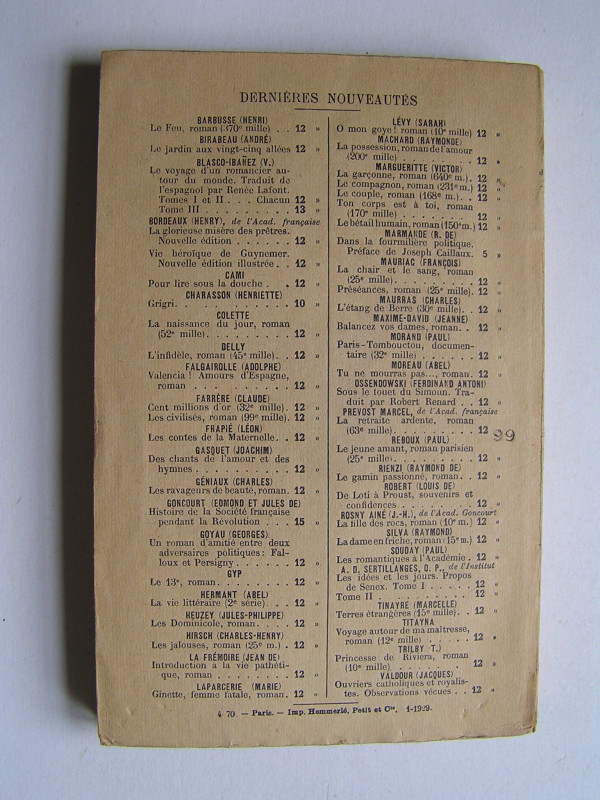 DERNIÈRES NOUVEAUTÉS
BARBUSSE (HENRI)
Le Feu, roman (370e mille) . . 12 »
BIRABEAU (ANDRÉ)
Le jardin aux vingt-cinq allées 12 »
BLASCO-IBAÑEZ (V.)
Le voyage d'un romancier au-
tour du monde. Traduit de
l'espagnol par Renée Lafont.
Tomes I et II . . . Chacun 12 »
Tome III . . . . . . . . 13 »
BORDEAUX (HENRY), de l'Acad. française
La glorieuse misère des prêtres.
Nouvelle édition . . . . . . 12 »
Vie héroïque de Guynemer.
Nouvelle édition illustrée . . 12 »
CAMI
Pour lire sous la douche . . 12 »
CHARASSON (HENRIETTE)
Grigri. . . . . . . . . . . . . 10 »
COLETTE
La naissance du jour, roman
(52e mille). . . . . . . . . . 12 »
DELLY
L'infidèle, roman (45e mille) . . 12 »
FALGAIROLLE (ADOLPHE)
Valencia ! Amours d'Espagne,
roman . . . . . . . . . . . 12 »
FARRÈRE (CLAUDE)
Cent millions d'or (32e mille). 12 »
Les civilisés, roman (99e mille). 12 »
FRAPIÉ (LÉON)
Les contes de la Maternelle. . 12 »
GASQUET (JOACHIM)
Des chants de l'amour et des
hymnes . . . . . . . . . . . 12 »
GÉNIAUX (CHARLES)
Les ravageurs de beauté, roman. 12 »
GONCOURT (EDMOND ET JULES DE)
Histoire de la Société française
pendant la Révolution . . . 15 »
GOYAU (GEORGES)
Un roman d'amitié entre deux
adversaires politiques : Fal-
loux et Persigny . . . . . . . 12 »
GYP
Le 13e, roman. . . . . . . . . 12 »
HERMANT (ABEL)
La vie littéraire (2e série). . . 12 »
HEUZEY (JULES-PHILIPPE)
Les Dominicole, roman. . . . 12 »
HIRSCH (CHARLES-HENRY)
Les jalouses, roman (25e m.) . 12 »
LA FRÉMOIRE (JEAN DE)
Introduction a la vie pathéti-
que, roman . . . . . . . . . 12 »
LAPARCERIE (MARIE)
Ginette, femme fatale, roman. 12 »
LÉVY (SARAH)
O mon goye ! roman (10e mille) 12 »
MACHARD (RAYMONDE)
La possession, roman de l'amour
(200e mille) . . . . . . . . . 12 »
MARGUERITTE (VICTOR)
La garçonne, roman (640e m.). 12 »
Le compagnon, roman (231e m.) 12 »
Le couple, roman (168e m.). . 12 »
Ton corps est à toi, roman
(170e mille) . . . . . . . . 12 »
Le bétail humain, roman (150e m.) 12 »
MARMANDE (R. DE)
Dans la fourmilière politique.
Préface de Joseph Caillaux. 5 »
MAURIAC (FRANÇOIS)
La chair et le sang, roman
(25e mille). . . . . . . . . . 12 »
Préséances, roman (25e mille). 12 »
MAURRAS (CHARLES)
L'étang de Berre (30e mille) . . 12 »
MAXIME-DAVID (JEANNE)
Balancez vos dames, roman. . 12 »
MORAND (PAUL)
Paris-Tombouctou, documen-
taire (32e mille) . . . . . . . 12 »
MOREAU (ABEL)
Tu ne mourras pas..., roman. 12 »
OSSENDOWSKI (FERDINAND ANTONI)
Sous le fouet du Simoun. Tra-
duit par Robert Renard . . . 12 »
PREVOST MARCEL, de l'Acad. française
La retraite ardente, roman
(63e mille). . . . . . . . . . 12
99
REBOUX (PAUL)
Le jeune amant, roman parisien
(25e mille). . . . . . . . . . 12 »
RIENZI (RAYMOND DE)
Le gamin passionné, roman. . 12 »
ROBERT (LOUIS DE)
De Loti à Proust, souvenirs et
confidences . . . . . . . . . 12 »
ROSNY AINÉ (J.-H.), de l'Acad. Goncourt
La fille des rocs, roman (10e m.) 12 »
SILVA (RAYMOND)
La dame en friche, roman (15e m.) 12 »
SOUDAY (PAUL)
Les romantiques à l'Académie . 12 »
A. D. SERTILLANGES, O. P., de l'Institut
Les idées et les jours. Propos
de Senex. Tome I . . . . . 12 »
Tome II . . . . . . . . . . . 12 »
TINAYRE (MARCELLE)
Terres étrangères (15e mille). . 12 »
TITAYNA
Voyage autour de ma maîtresse,
roman (12e mille) . . . . . . 12 »
TRILBY T.)
Princesse de Riviera, roman
(10e mille) . . . . . . . . . 12 »
VALDOUR (JACQUES)
Ouvriers catholiques et royalis-
tes. Observations vécues . . 12 »
4 70 — Paris. — Imp. Hemmerlé, Petit et Cie. 1-1929.